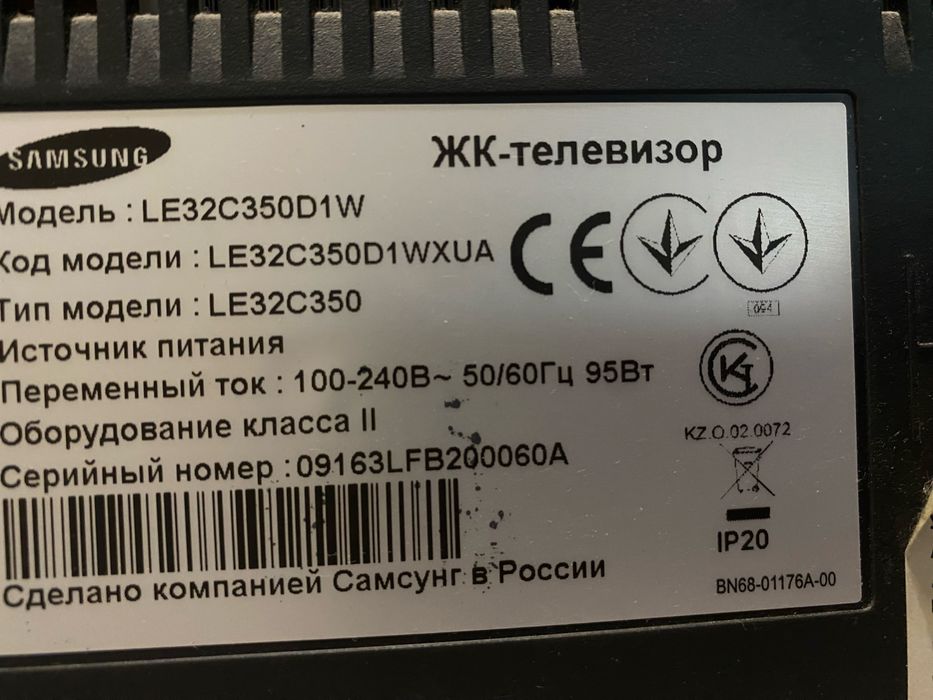 SAMSUNG
ЖК-телевизор
Модель : LE32C350D1W
Код модели : LE32C350D1WXUA
Тип модели : LE32C350
Источник питания
Переменный ток : 100-240В~ 50/60Гц 95Вт
Оборудование класса II
Серийный номер : 09163LFB200060A
Сделано компанией Самсунг в России
CE
KZ.O.02.0072
IP20
BN68-01176A-00